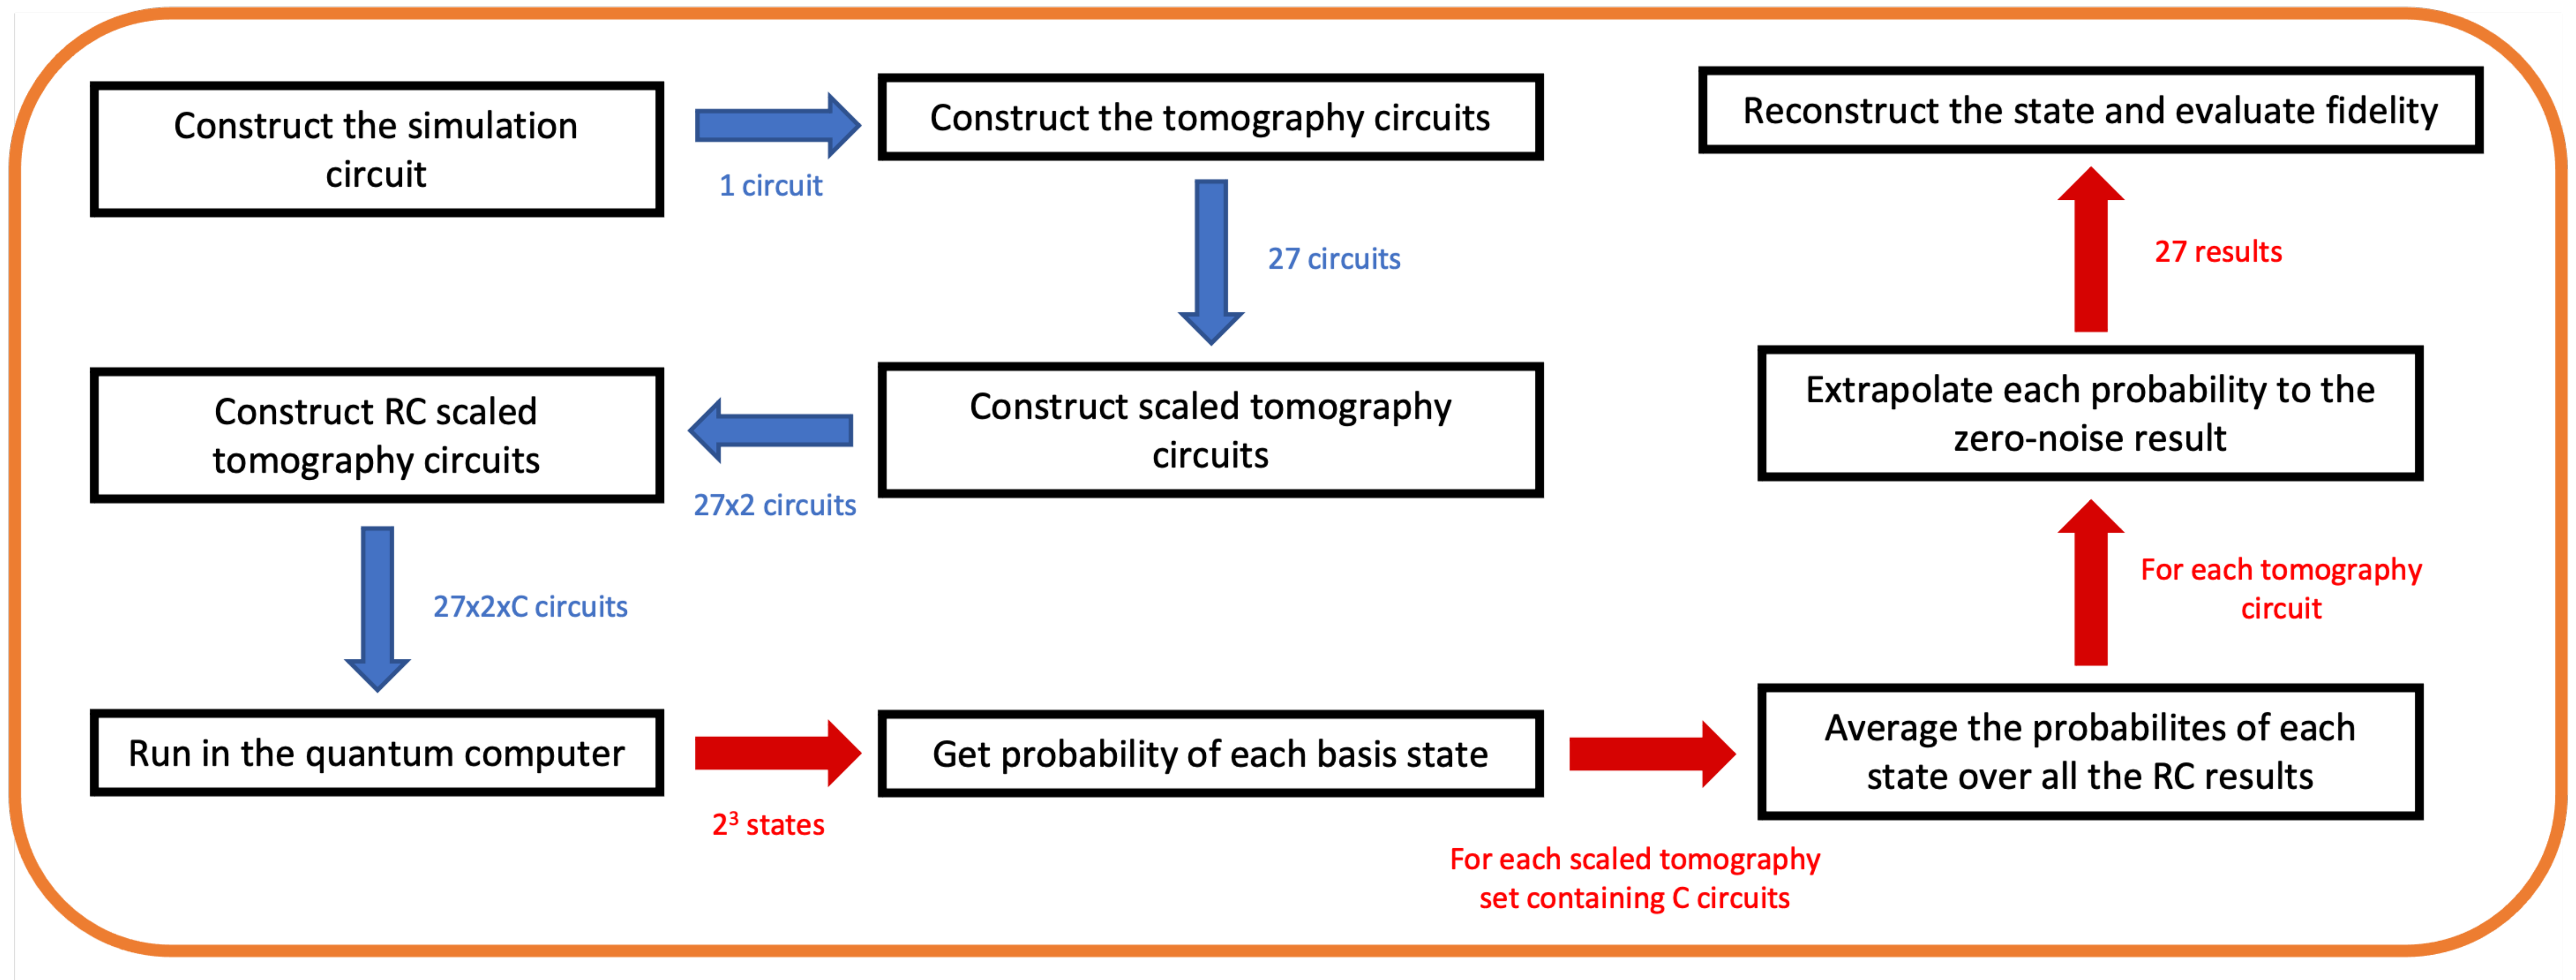 Construct the simulation
circuit
1 circuit
Construct the tomography circuits
27 circuits
Construct scaled tomography
circuits
27x2 circuits
Construct RC scaled
tomography circuits
27x2xC circuits
Run in the quantum computer
2³ states
Get probability of each basis state
For each scaled tomography
set containing C circuits
Average the probabilites of each
state over all the RC results
For each tomography
circuit
Extrapolate each probability to the
zero-noise result
27 results
Reconstruct the state and evaluate fidelity